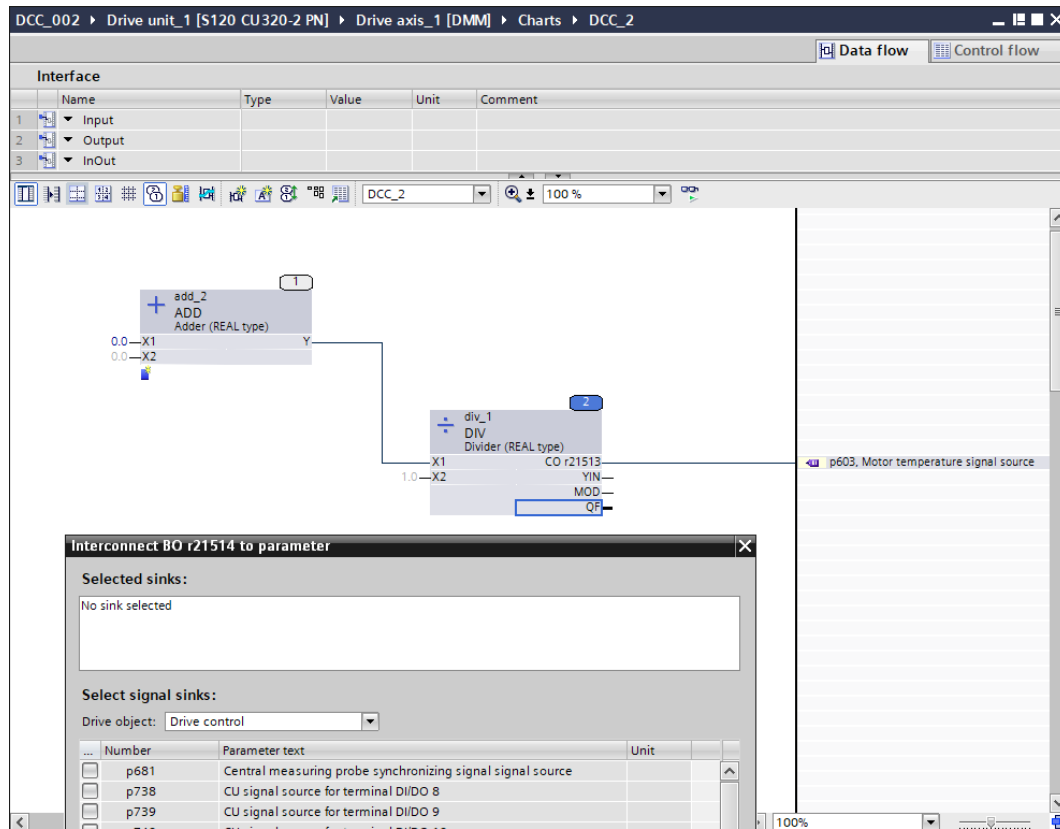 DCC_002 ▸ Drive unit_1 [S120 CU320-2 PN] ▸ Drive axis_1 [DMM] ▸ Charts ▸ DCC_2
Data flow Control flow
Interface
Name Type Value Unit Comment
1 Input
2 Output
3 InOut
DCC_2 100 %
1
add_2
ADD
Adder (REAL type)
0.0 X1 Y
0.0 X2
2
div_1
DIV
Divider (REAL type)
X1 CO r21513 p603, Motor temperature signal source
1.0 X2 YIN
MOD
QF
Interconnect BO r21514 to parameter
Selected sinks:
No sink selected
Select signal sinks:
Drive object: Drive control
... Number Parameter text Unit
p681 Central measuring probe synchronizing signal signal source
p738 CU signal source for terminal DI/DO 8
p739 CU signal source for terminal DI/DO 9
100%